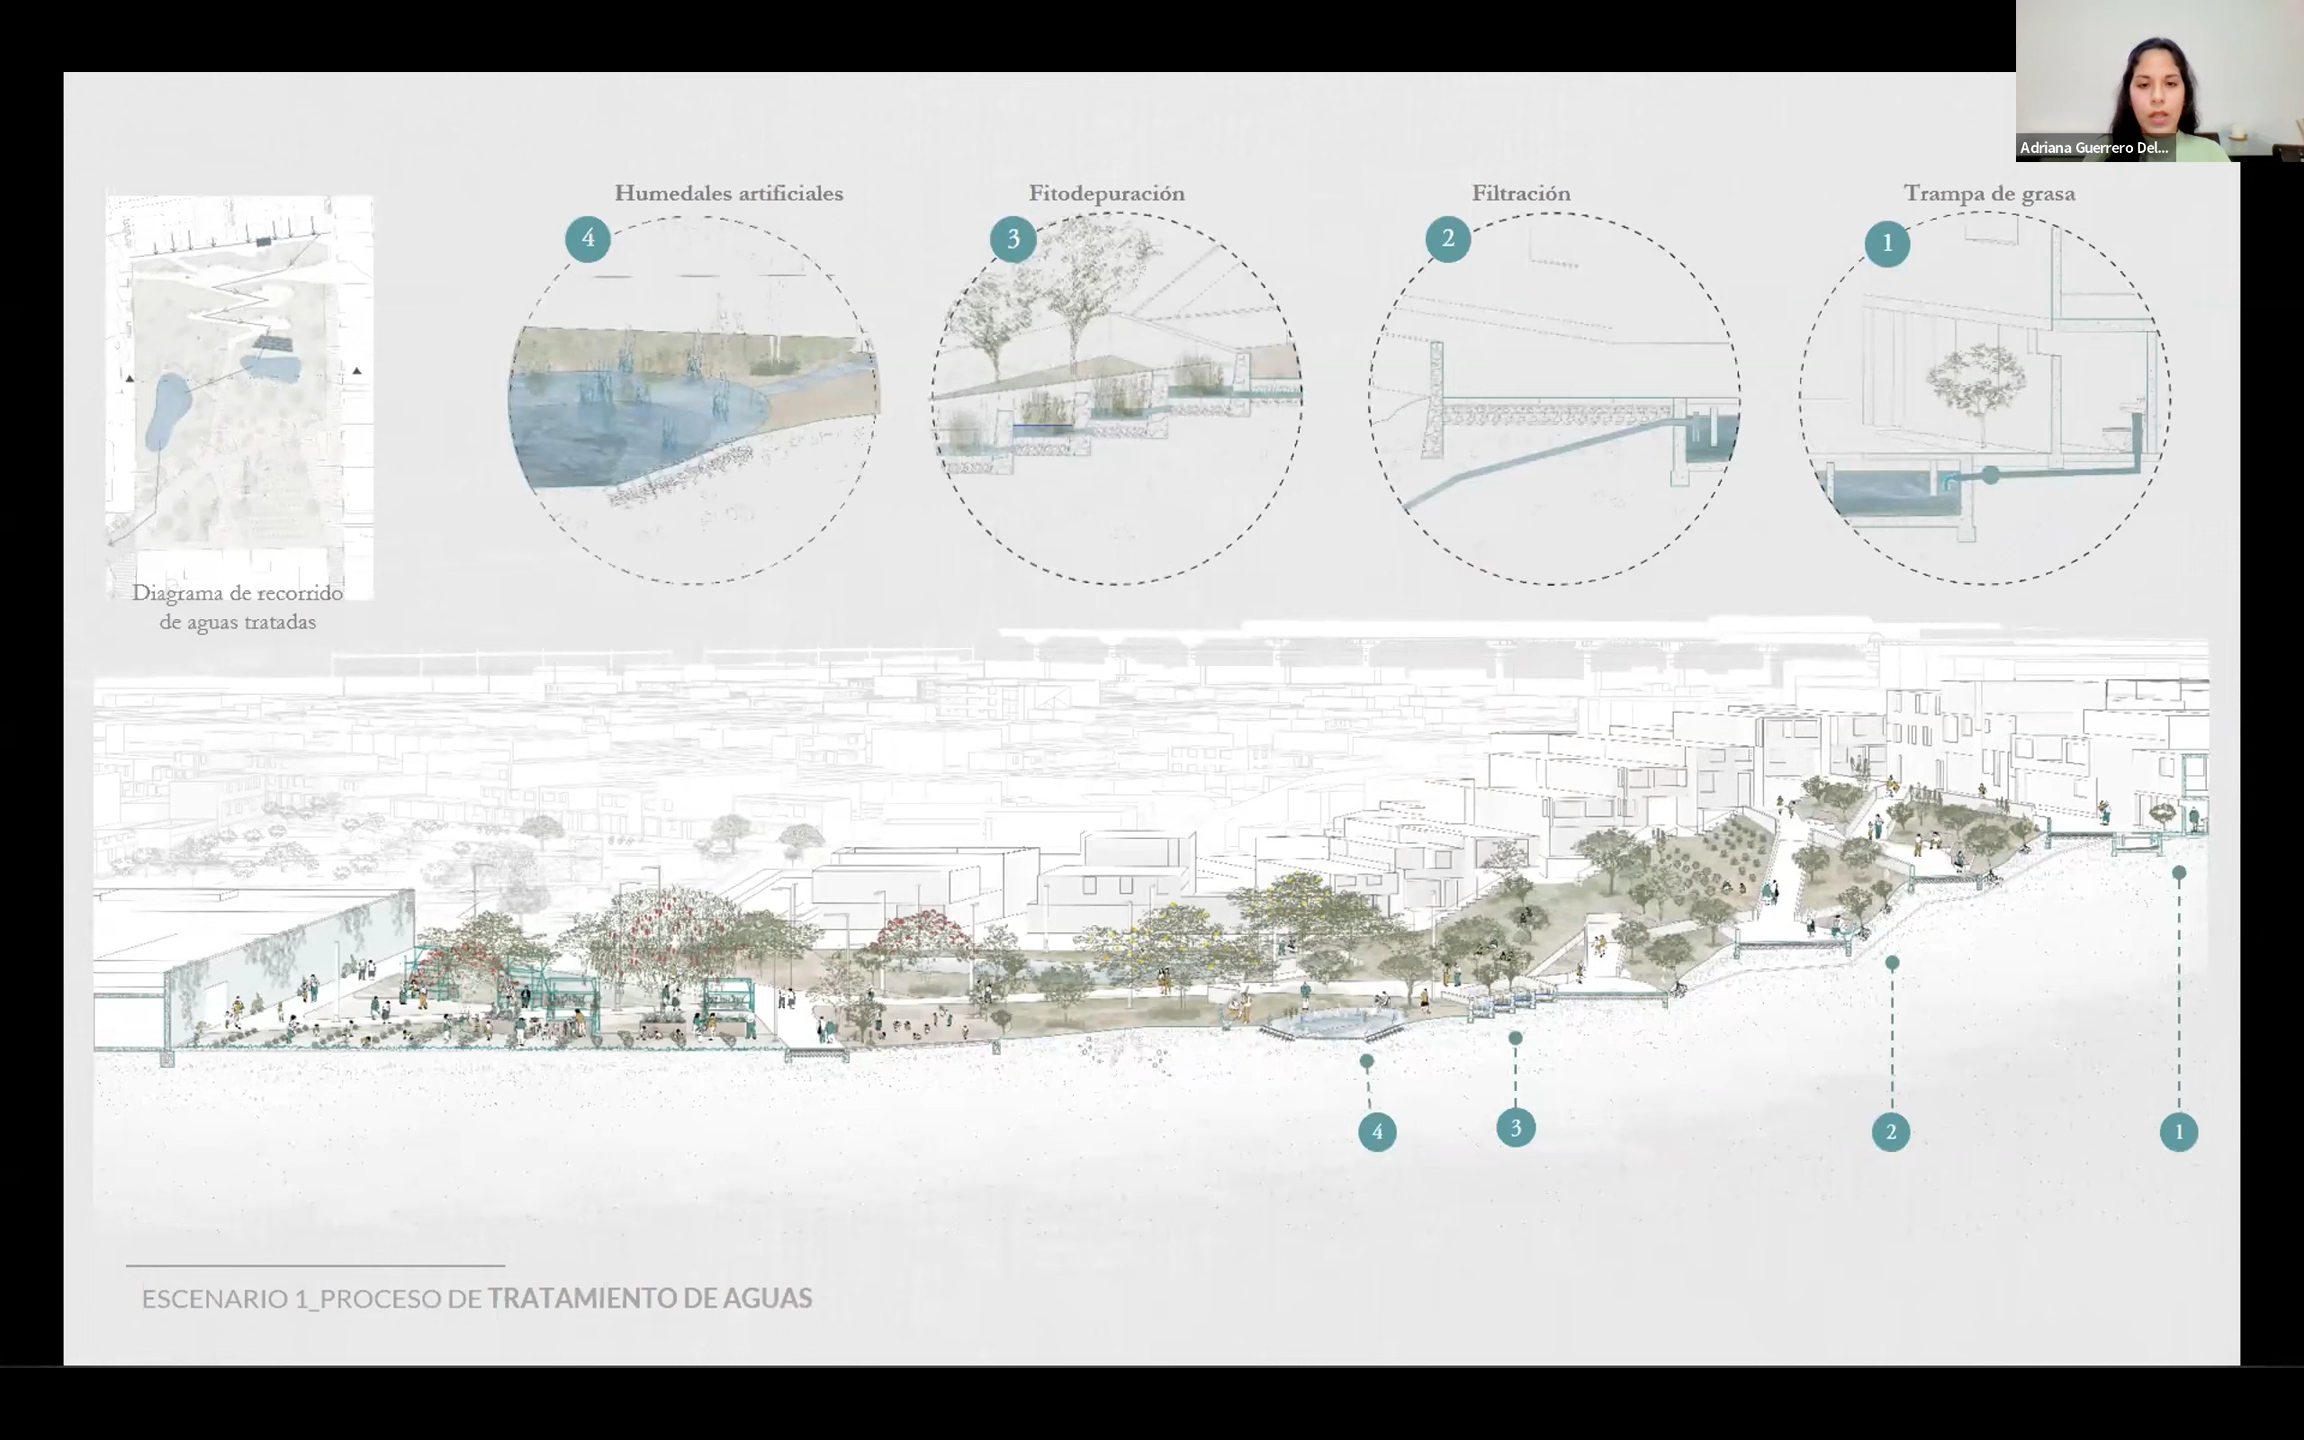 Adriana Guerrero Del...
Humedales artificiales
Fitodepuración
Filtración
Trampa de grasa
4
3
2
1
Diagrama de recorrido
de aguas tratadas
4
3
2
1
ESCENARIO 1_PROCESO DE TRATAMIENTO DE AGUAS